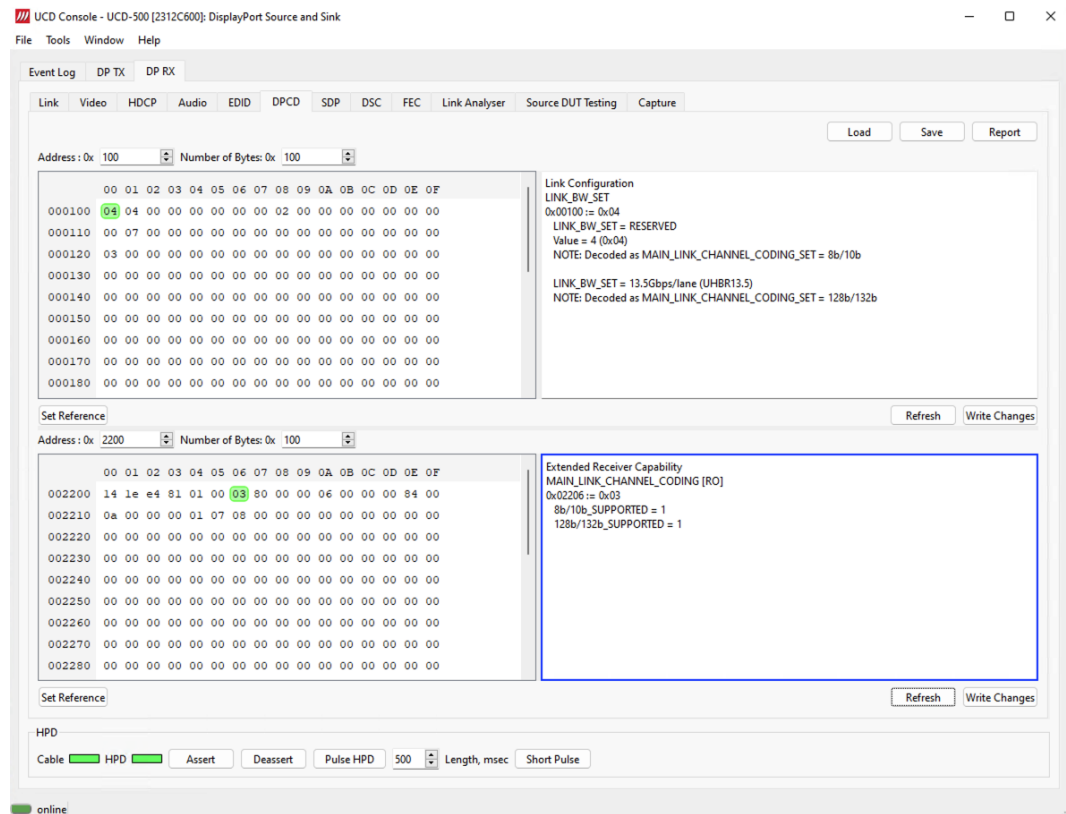 UCD Console - UCD-500 [2312C600]: DisplayPort Source and Sink
File Tools Window Help
Event Log DP TX DP RX
Link Video HDCP Audio EDID DPCD SDP DSC FEC Link Analyser Source DUT Testing Capture
Load Save Report
Address : 0x 100 Number of Bytes: 0x 100
00 01 02 03 04 05 06 07 08 09 0A 0B 0C 0D 0E 0F
000100 04 04 00 00 00 00 00 00 02 00 00 00 00 00 00 00
000110 00 07 00 00 00 00 00 00 00 00 00 00 00 00 00 00
000120 03 00 00 00 00 00 00 00 00 00 00 00 00 00 00 00
000130 00 00 00 00 00 00 00 00 00 00 00 00 00 00 00 00
000140 00 00 00 00 00 00 00 00 00 00 00 00 00 00 00 00
000150 00 00 00 00 00 00 00 00 00 00 00 00 00 00 00 00
000160 00 00 00 00 00 00 00 00 00 00 00 00 00 00 00 00
000170 00 00 00 00 00 00 00 00 00 00 00 00 00 00 00 00
000180 00 00 00 00 00 00 00 00 00 00 00 00 00 00 00 00
Link Configuration
LINK_BW_SET
0x00100 := 0x04
LINK_BW_SET = RESERVED
Value = 4 (0x04)
NOTE: Decoded as MAIN_LINK_CHANNEL_CODING_SET = 8b/10b
LINK_BW_SET = 13.5Gbps/lane (UHBR13.5)
NOTE: Decoded as MAIN_LINK_CHANNEL_CODING_SET = 128b/132b
Set Reference Refresh Write Changes
Address : 0x 2200 Number of Bytes: 0x 100
00 01 02 03 04 05 06 07 08 09 0A 0B 0C 0D 0E 0F
002200 14 1e e4 81 01 00 03 80 00 00 06 00 00 00 84 00
002210 0a 00 00 00 01 07 08 00 00 00 00 00 00 00 00 00
002220 00 00 00 00 00 00 00 00 00 00 00 00 00 00 00 00
002230 00 00 00 00 00 00 00 00 00 00 00 00 00 00 00 00
002240 00 00 00 00 00 00 00 00 00 00 00 00 00 00 00 00
002250 00 00 00 00 00 00 00 00 00 00 00 00 00 00 00 00
002260 00 00 00 00 00 00 00 00 00 00 00 00 00 00 00 00
002270 00 00 00 00 00 00 00 00 00 00 00 00 00 00 00 00
002280 00 00 00 00 00 00 00 00 00 00 00 00 00 00 00 00
Extended Receiver Capability
MAIN_LINK_CHANNEL_CODING [RO]
0x02206 := 0x03
8b/10b_SUPPORTED = 1
128b/132b_SUPPORTED = 1
Set Reference Refresh Write Changes
HPD
Cable HPD Assert Deassert Pulse HPD 500 Length, msec Short Pulse
online